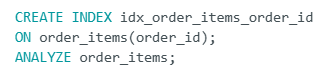 CREATE INDEX idx_order_items_order_id
ON order_items(order_id);
ANALYZE order_items;